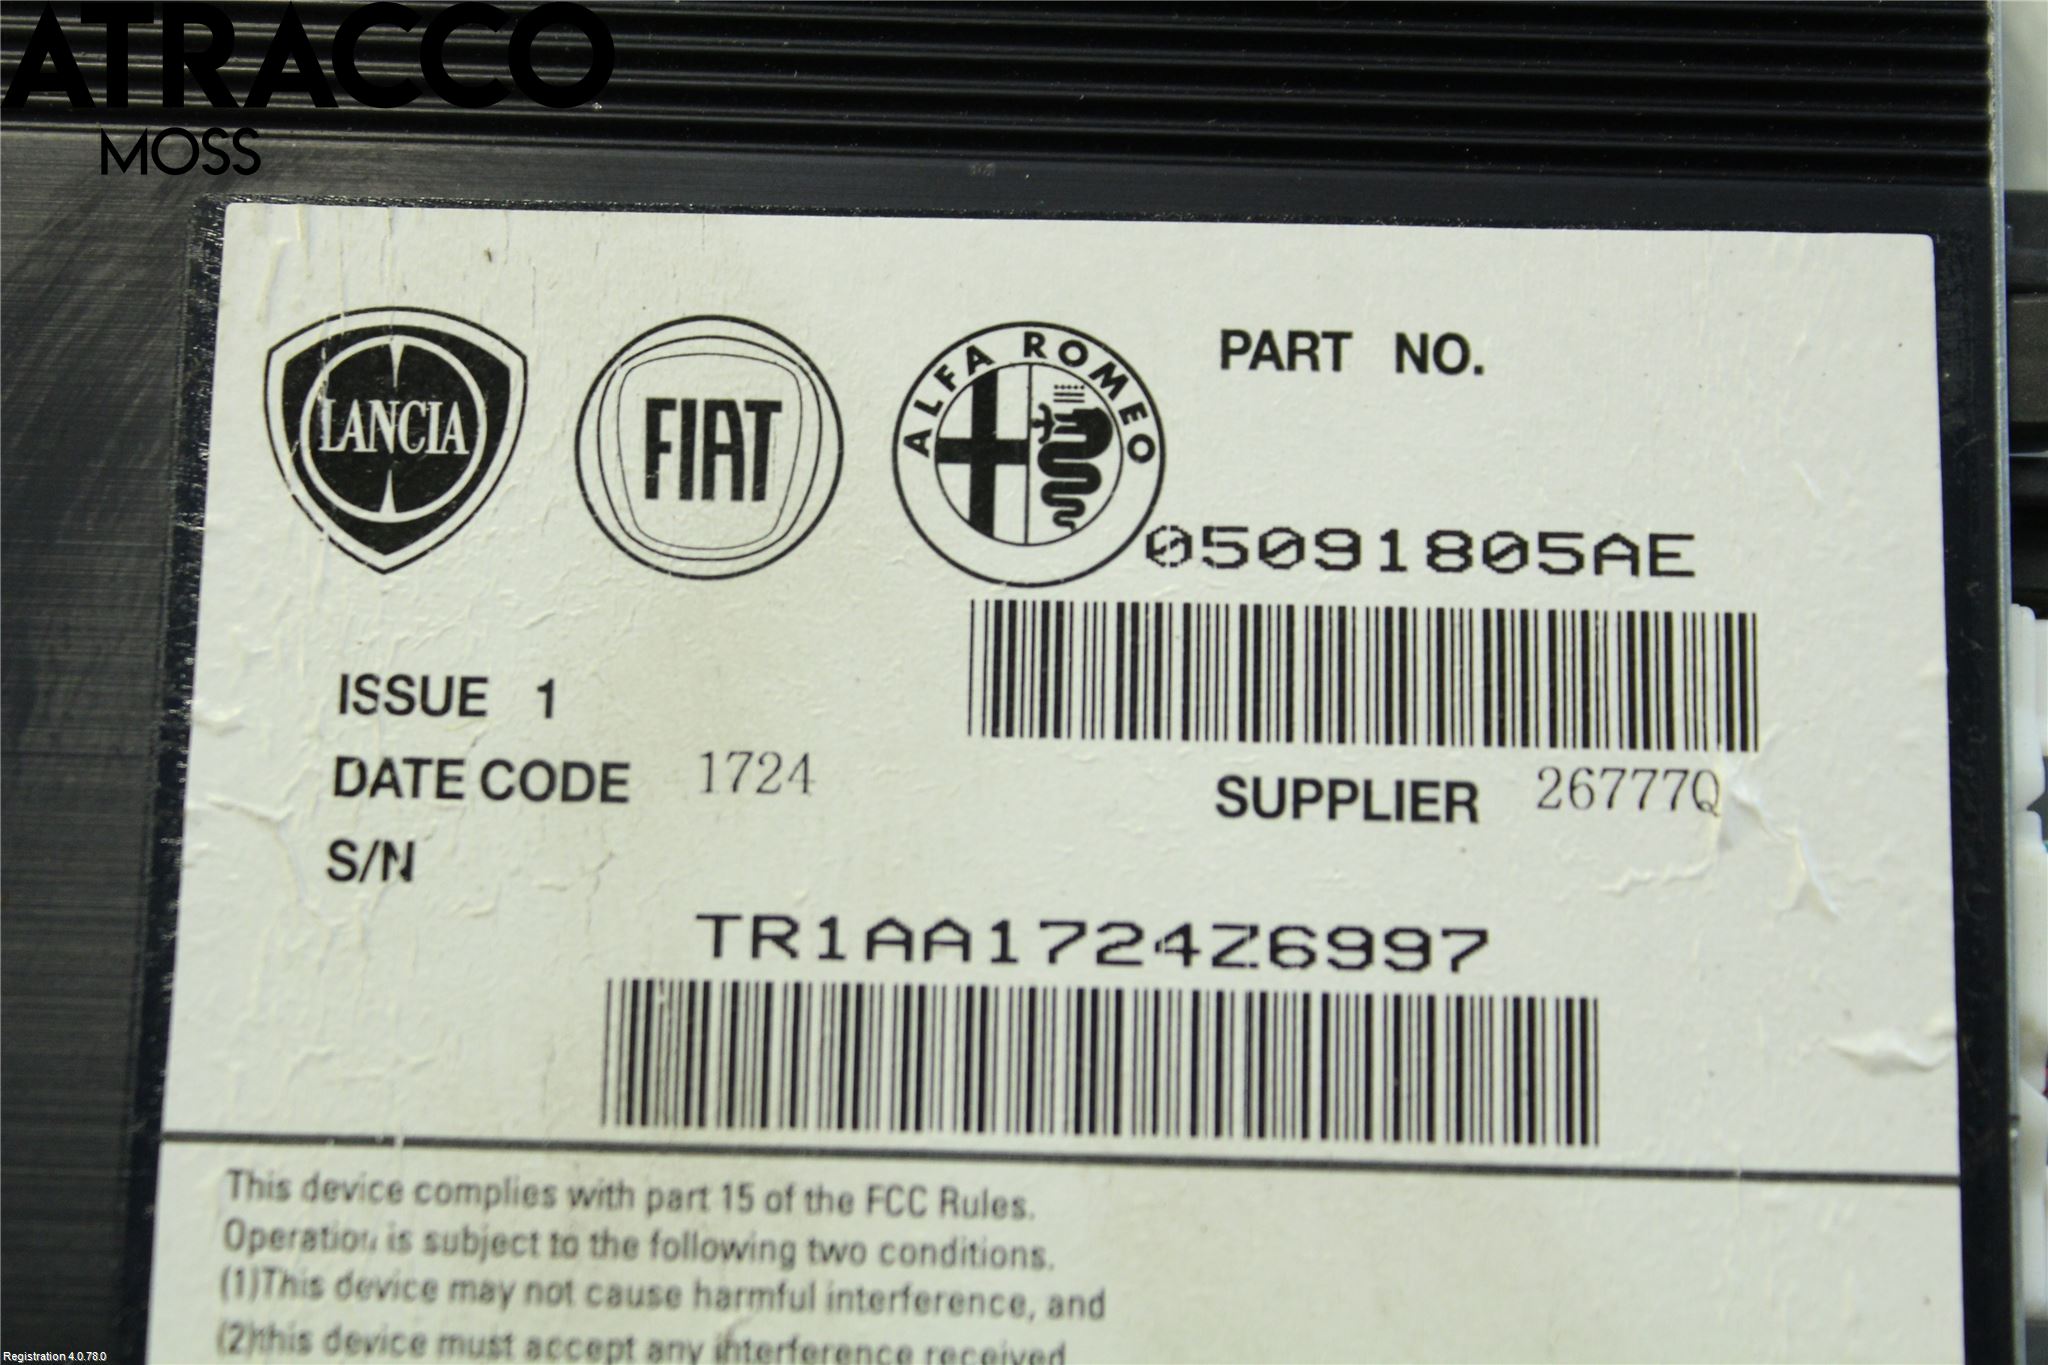 ATRACCO
MOSS
LANCIA
FIAT
ALFA ROMEO
PART NO.
05091805AE
ISSUE 1
DATE CODE 1724
SUPPLIER 26777Q
S/N
TR1AA1724Z6997
This device complies with part 15 of the FCC Rules.
Operation is subject to the following two conditions.
(1)This device may not cause harmful interference, and
(2)this device must accept any interference received
Registration 4.0.78.0